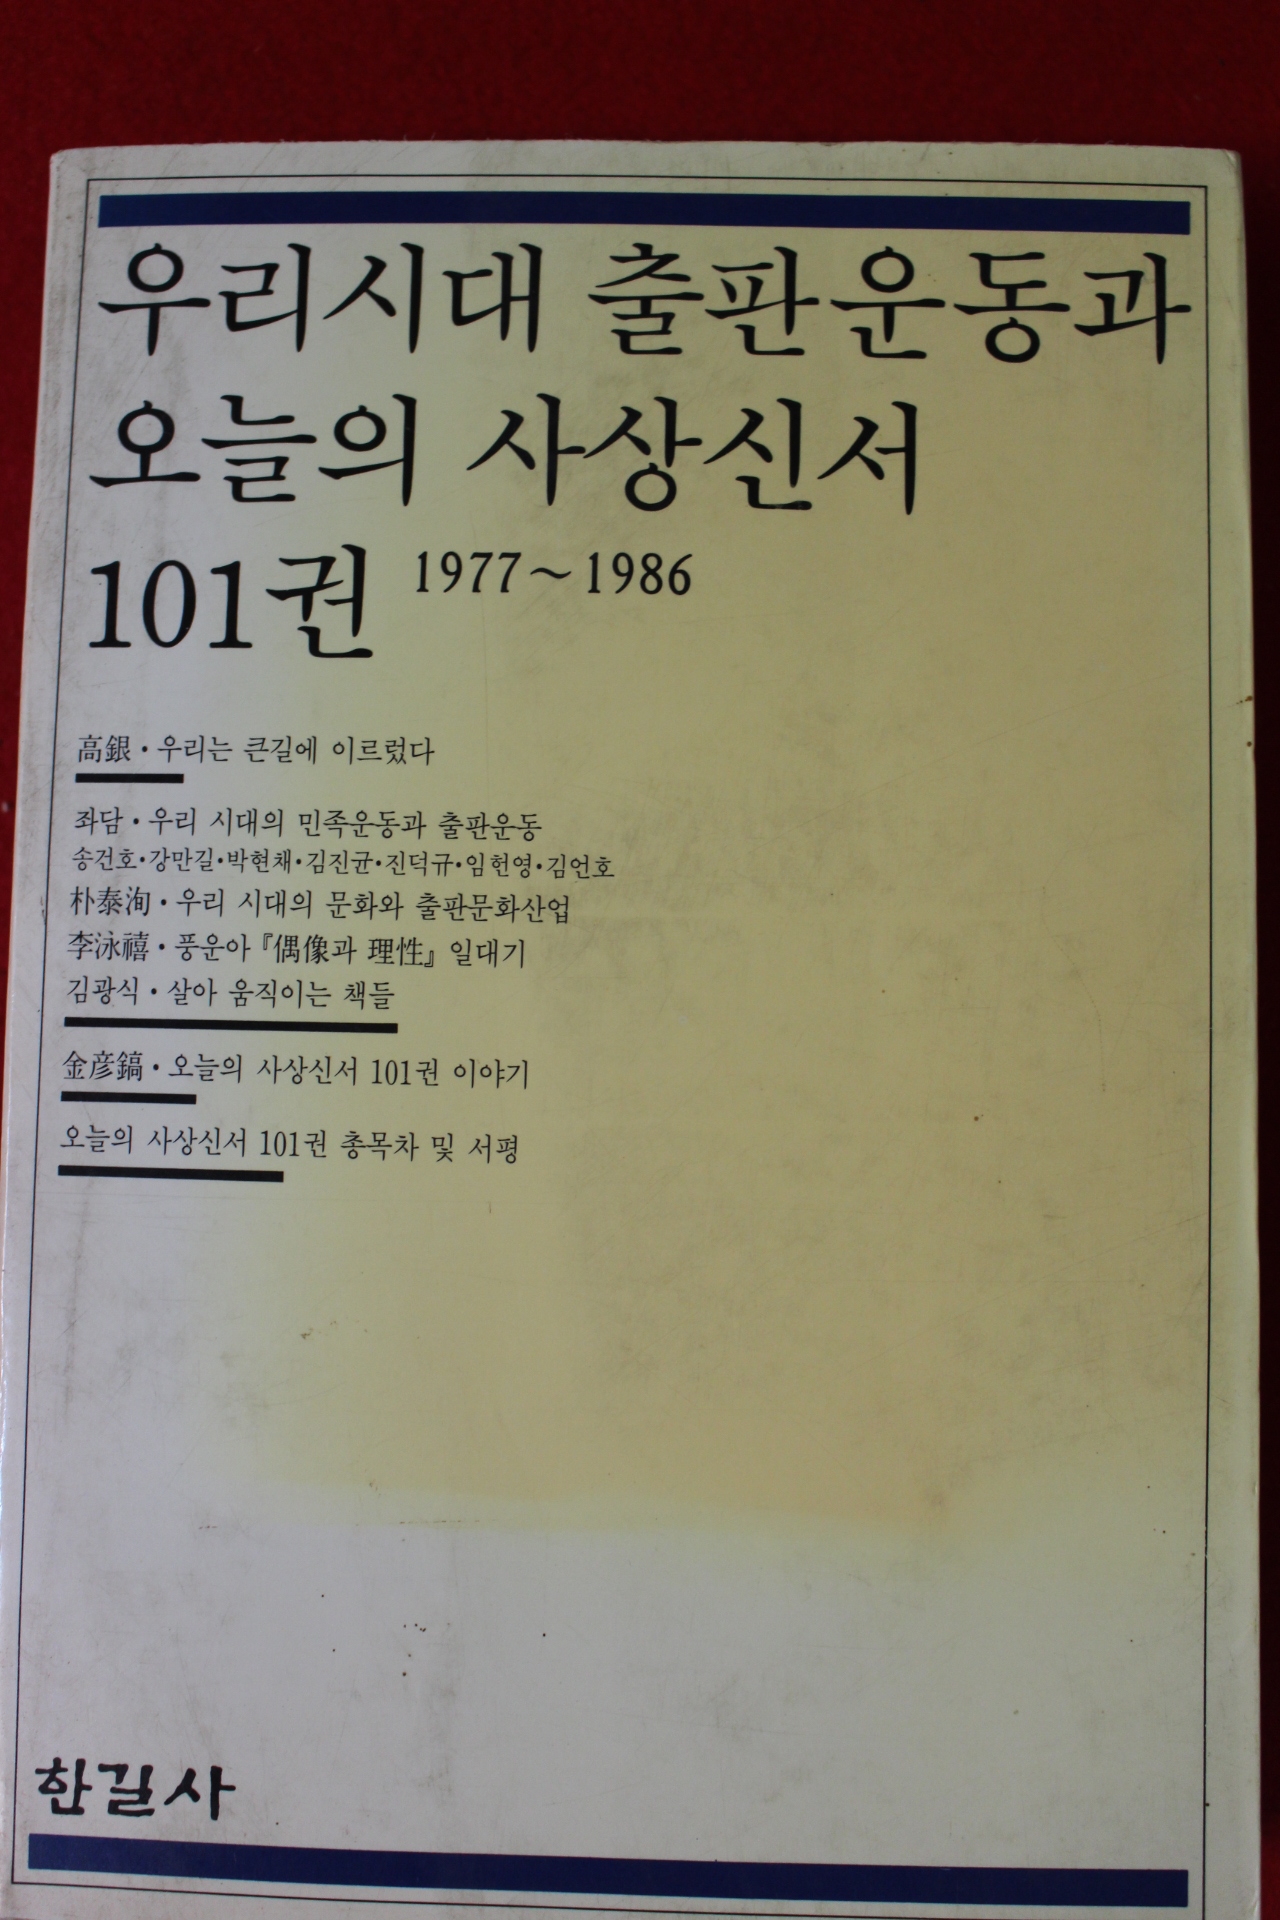 우리시대 출판운동과
오늘의 사상신서
101권 1977~1986
高銀·우리는 큰길에 이르렀다
좌담·우리 시대의 민족운동과 출판운동
송건호·강만길·박현채·김진균·진덕규·임헌영·김언호
朴泰洵·우리 시대의 문화와 출판문화산업
李泳禧·풍운아 『偶像과 理性』 일대기
김광식·살아 움직이는 책들
金彦鎬·오늘의 사상신서 101권 이야기
오늘의 사상신서 101권 총목차 및 서평
한길사